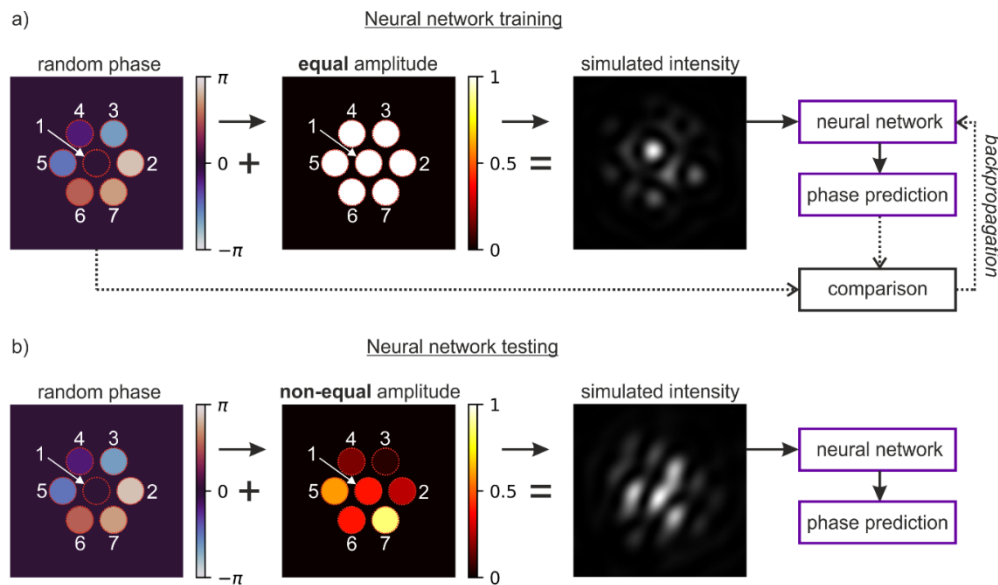 a)
Neural network training
random phase
equal amplitude
simulated intensity
π
0
−π
1
2
3
4
5
6
7
+
1
0.5
0
1
2
3
4
5
6
7
=
neural network
phase prediction
comparison
backpropagation
b)
Neural network testing
random phase
non-equal amplitude
simulated intensity
π
0
−π
1
2
3
4
5
6
7
+
1
0.5
0
1
2
3
4
5
6
7
=
neural network
phase prediction